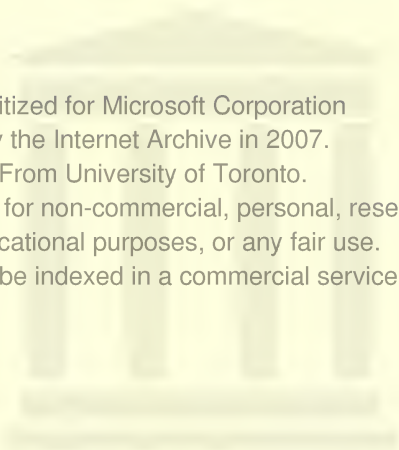 itized for Microsoft Corporation
the Internet Archive in 2007.
From University of Toronto.
for non-commercial, personal, rese
cational purposes, or any fair use.
be indexed in a commercial service